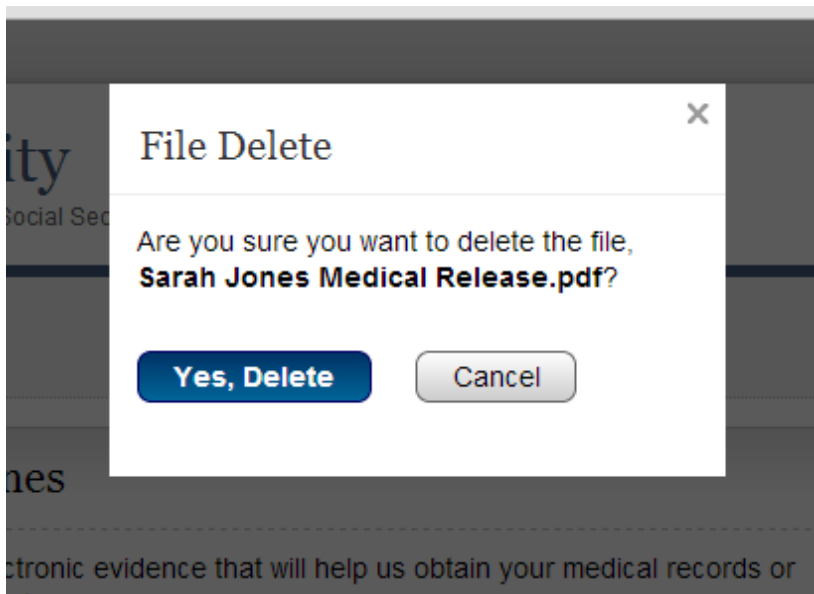 File Delete
ity
Social Sec
Are you sure you want to delete the file,
Sarah Jones Medical Release.pdf?
Yes, Delete
Cancel
nes
ctronic evidence that will help us obtain your medical records or